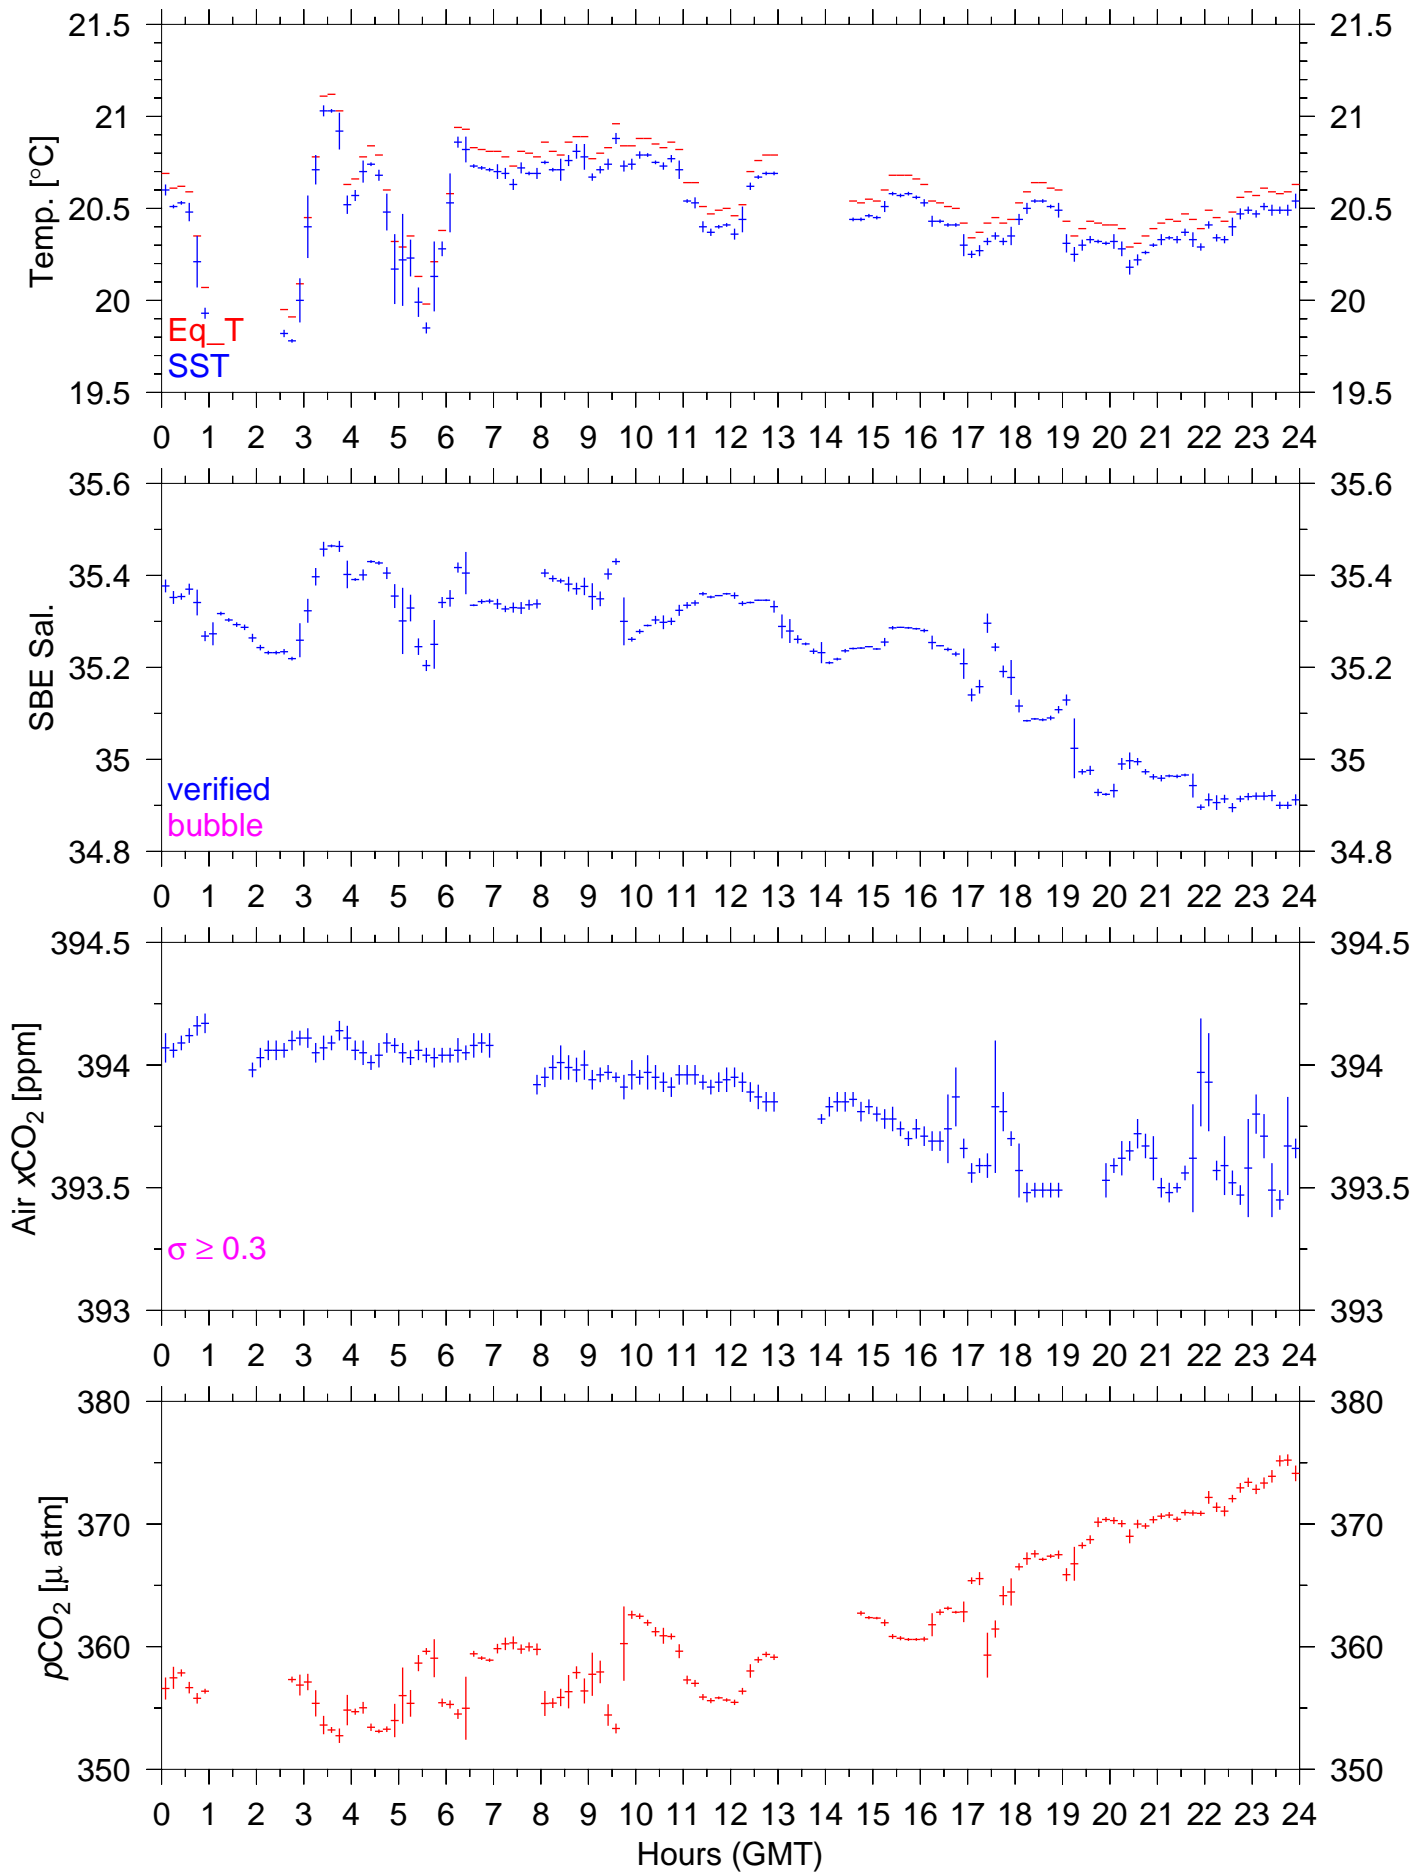 21.5 21.5
21 21
20.5 20.5
20 20
19.5 19.5
Temp. [°C]
Eq_T
SST
0 1 2 3 4 5 6 7 8 9 10 11 12 13 14 15 16 17 18 19 20 21 22 23 24
35.6 35.6
35.4 35.4
35.2 35.2
35 35
34.8 34.8
SBE Sal.
verified
bubble
0 1 2 3 4 5 6 7 8 9 10 11 12 13 14 15 16 17 18 19 20 21 22 23 24
394.5 394.5
394 394
393.5 393.5
393 393
Air xCO₂ [ppm]
σ ≥ 0.3
0 1 2 3 4 5 6 7 8 9 10 11 12 13 14 15 16 17 18 19 20 21 22 23 24
380 380
370 370
360 360
350 350
pCO₂ [μ atm]
0 1 2 3 4 5 6 7 8 9 10 11 12 13 14 15 16 17 18 19 20 21 22 23 24
Hours (GMT)